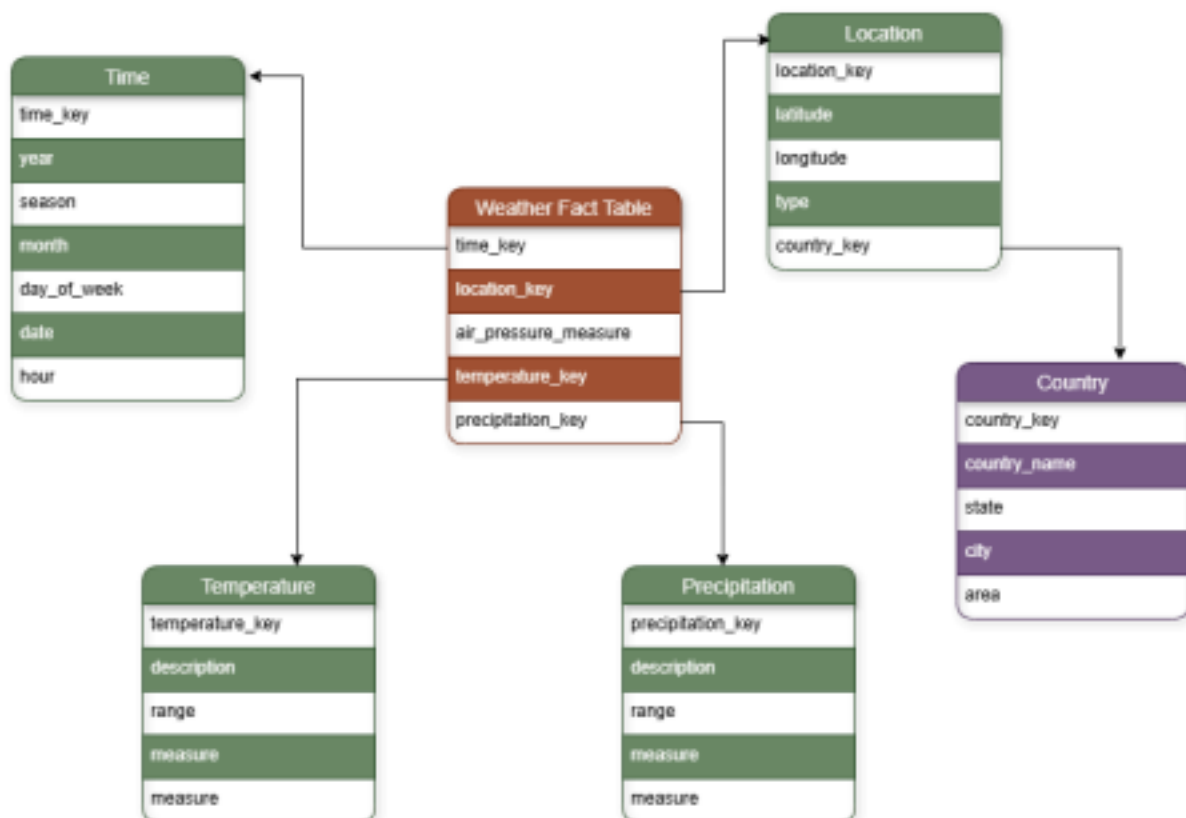 Time
time_key
year
season
month
day_of_week
date
hour
Weather Fact Table
time_key
location_key
air_pressure_measure
temperature_key
precipitation_key
Location
location_key
latitude
longitude
type
country_key
Country
country_key
country_name
state
city
area
Temperature
temperature_key
description
range
measure
measure
Precipitation
precipitation_key
description
range
measure
measure